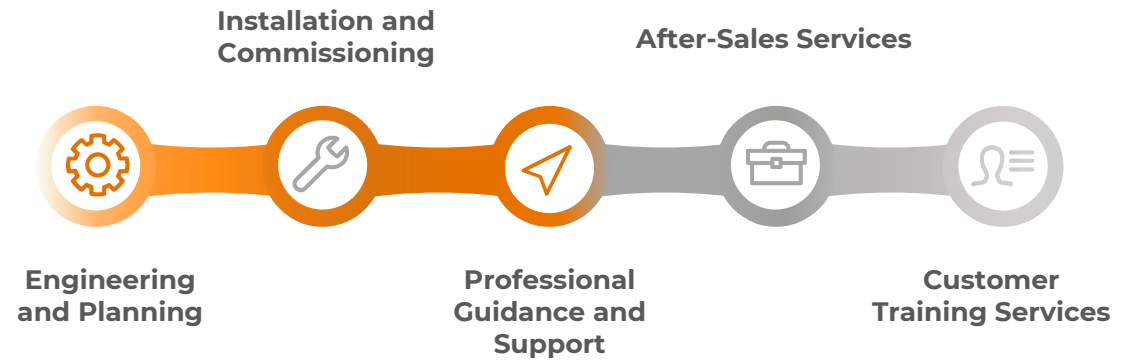 Installation and
Commissioning
After-Sales Services
Engineering
and Planning
Professional
Guidance and
Support
Customer
Training Services